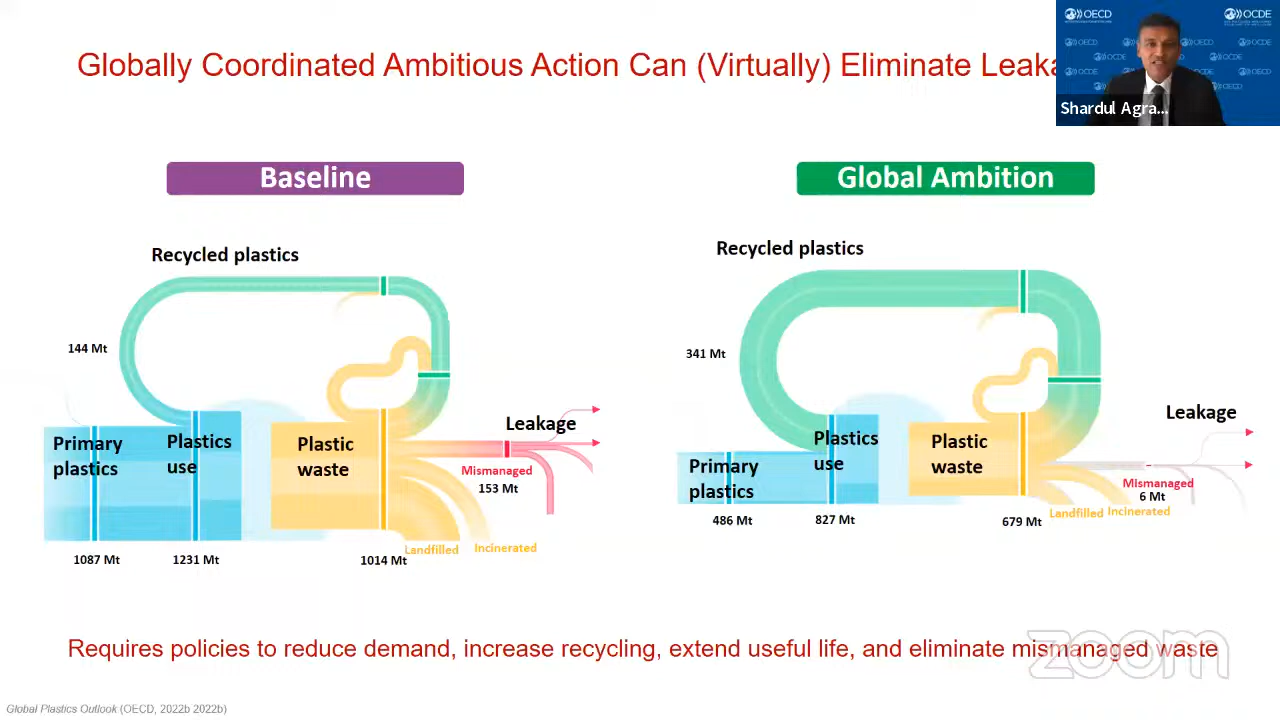 Globally Coordinated Ambitious Action Can (Virtually) Eliminate Leaka
OECD
OCDE
Shardul Agra...
Baseline
Recycled plastics
144 Mt
Primary
plastics
Plastics
use
Plastic
waste
Leakage
Mismanaged
153 Mt
Landfilled
Incinerated
1087 Mt
1231 Mt
1014 Mt
Global Ambition
Recycled plastics
341 Mt
Primary
plastics
Plastics
use
Plastic
waste
Leakage
Mismanaged
6 Mt
Landfilled
Incinerated
486 Mt
827 Mt
679 Mt
Requires policies to reduce demand, increase recycling, extend useful life, and eliminate mismanaged waste
zoom
Global Plastics Outlook (OECD, 2022b 2022b)